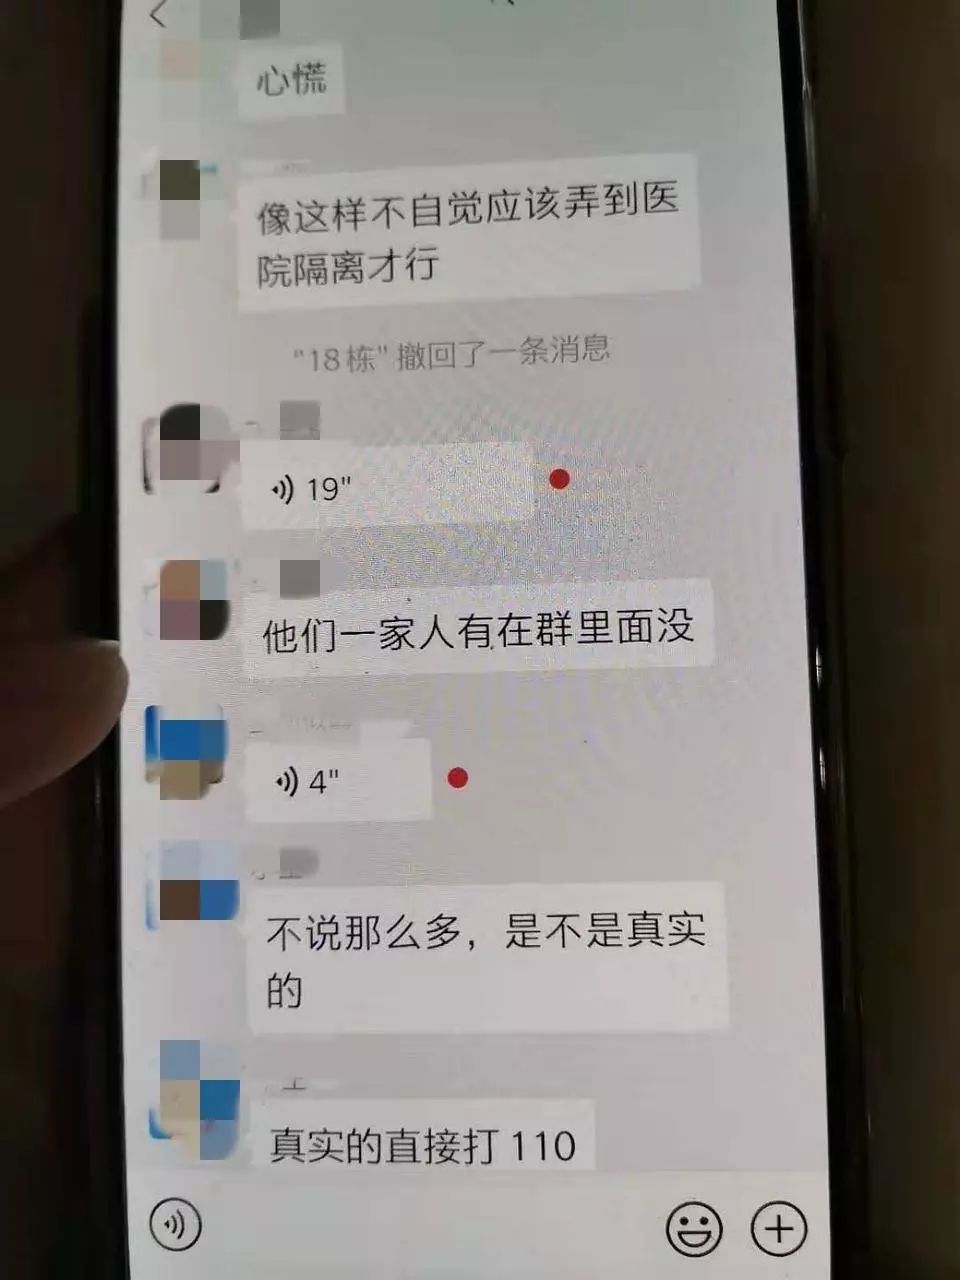 心慌
像这样不自觉应该弄到医
院隔离才行
"18栋"撤回了一条消息
19"
他们一家人有在群里面没
4"
不说那么多，是不是真实
的
真实的直接打 110